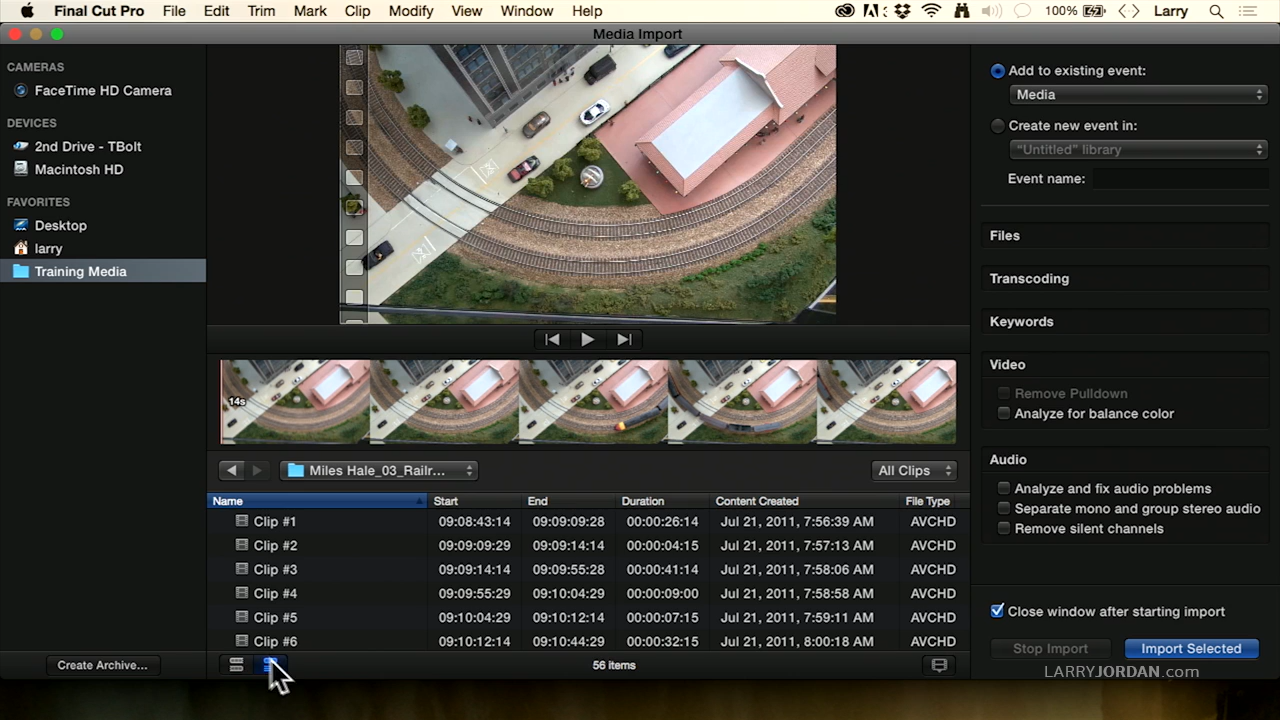 Final Cut Pro File Edit Trim Mark Clip Modify View Window Help 100% Larry
Media Import
CAMERAS
FaceTime HD Camera
DEVICES
2nd Drive - TBolt
Macintosh HD
FAVORITES
Desktop
larry
Training Media
Create Archive...
14s
Miles Hale_03_Railr... All Clips
Name Start End Duration Content Created File Type
Clip #1 09:08:43:14 09:09:09:28 00:00:26:14 Jul 21, 2011, 7:56:39 AM AVCHD
Clip #2 09:09:09:29 09:09:14:14 00:00:04:15 Jul 21, 2011, 7:57:13 AM AVCHD
Clip #3 09:09:14:14 09:09:55:28 00:00:41:14 Jul 21, 2011, 7:58:06 AM AVCHD
Clip #4 09:09:55:29 09:10:04:29 00:00:09:00 Jul 21, 2011, 7:58:58 AM AVCHD
Clip #5 09:10:04:29 09:10:12:14 00:00:07:15 Jul 21, 2011, 7:59:11 AM AVCHD
Clip #6 09:10:12:14 09:10:44:29 00:00:32:15 Jul 21, 2011, 8:00:18 AM AVCHD
56 items
Add to existing event:
Media
Create new event in:
"Untitled" library
Event name:
Files
Transcoding
Keywords
Video
Remove Pulldown
Analyze for balance color
Audio
Analyze and fix audio problems
Separate mono and group stereo audio
Remove silent channels
Close window after starting import
Stop Import Import Selected
LARRYJORDAN.com